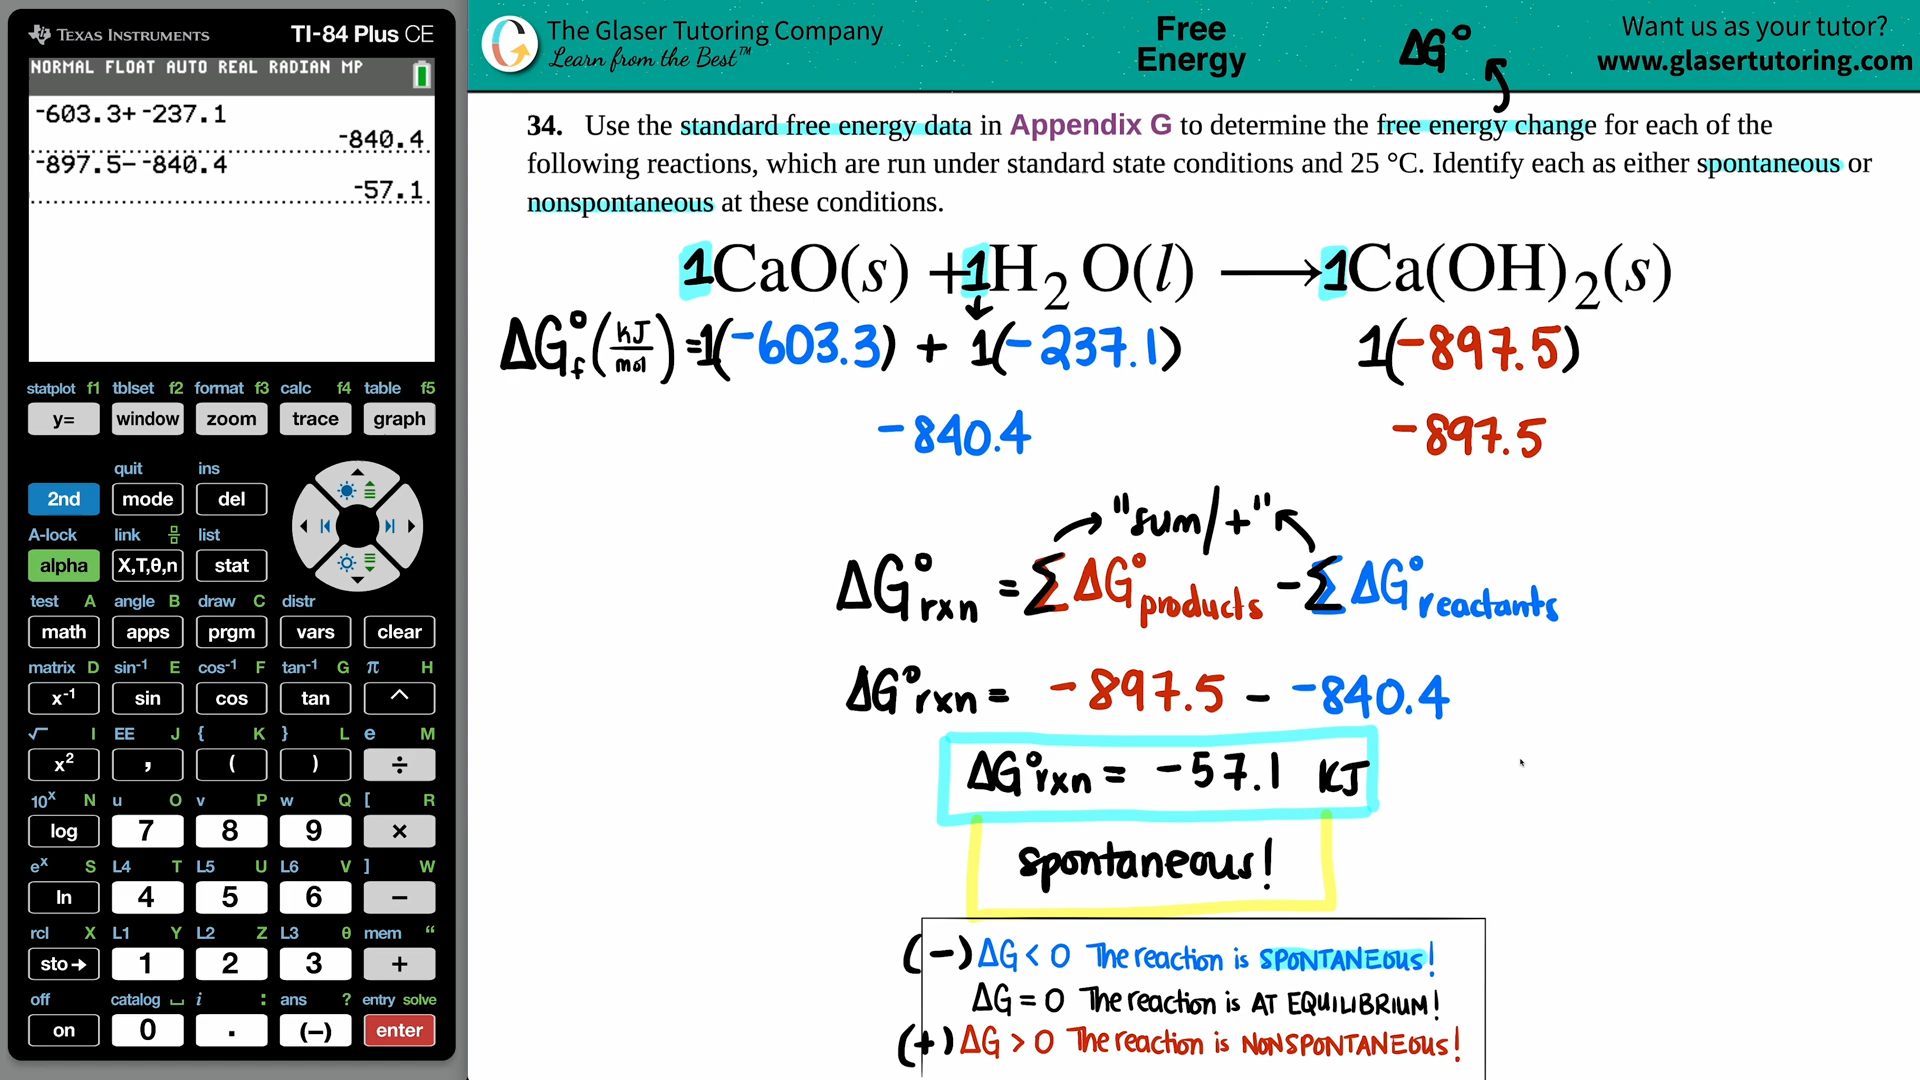 TEXAS INSTRUMENTS TI-84 Plus CE
NORMAL FLOAT AUTO REAL RADIAN MP
-603.3+-237.1
-840.4
-897.5--840.4
-57.1
statplot f1 tblset f2 format f3 calc f4 table f5
y= window zoom trace graph
quit ins
2nd mode del
A-lock link list
alpha X,T,θ,n stat
test A angle B draw C distr
math apps prgm vars clear
matrix D sin-1 E cos-1 F tan-1 G π H
x-1 sin cos tan ^
√ I EE J { K } L e M
x² , ( ) ÷
10x N u O v P w Q [ R
log 7 8 9 ×
ex S L4 T L5 U L6 V ] W
ln 4 5 6 −
rcl X L1 Y L2 Z L3 θ mem "
sto→ 1 2 3 +
off catalog ⎵ i : ans ? entry solve
on 0 . (−) enter
The Glaser Tutoring Company
Learn from the Best™
Free
Energy
ΔG°
Want us as your tutor?
www.glasertutoring.com
34. Use the standard free energy data in Appendix G to determine the free energy change for each of the
following reactions, which are run under standard state conditions and 25 °C. Identify each as either spontaneous or
nonspontaneous at these conditions.
1CaO(s) + 1H₂O(l) ⟶ 1Ca(OH)₂(s)
ΔG°f (kJ/mol) = 1(-603.3) + 1(-237.1) 1(-897.5)
-840.4 -897.5
"sum/+"
ΔG°rxn = Σ ΔG°products - Σ ΔG°reactants
ΔG°rxn = -897.5 - -840.4
ΔG°rxn = -57.1 KJ
spontaneous!
(-) ΔG < 0 The reaction is SPONTANEOUS!
ΔG = 0 The reaction is AT EQUILIBRIUM!
(+) ΔG > 0 The reaction is NONSPONTANEOUS!